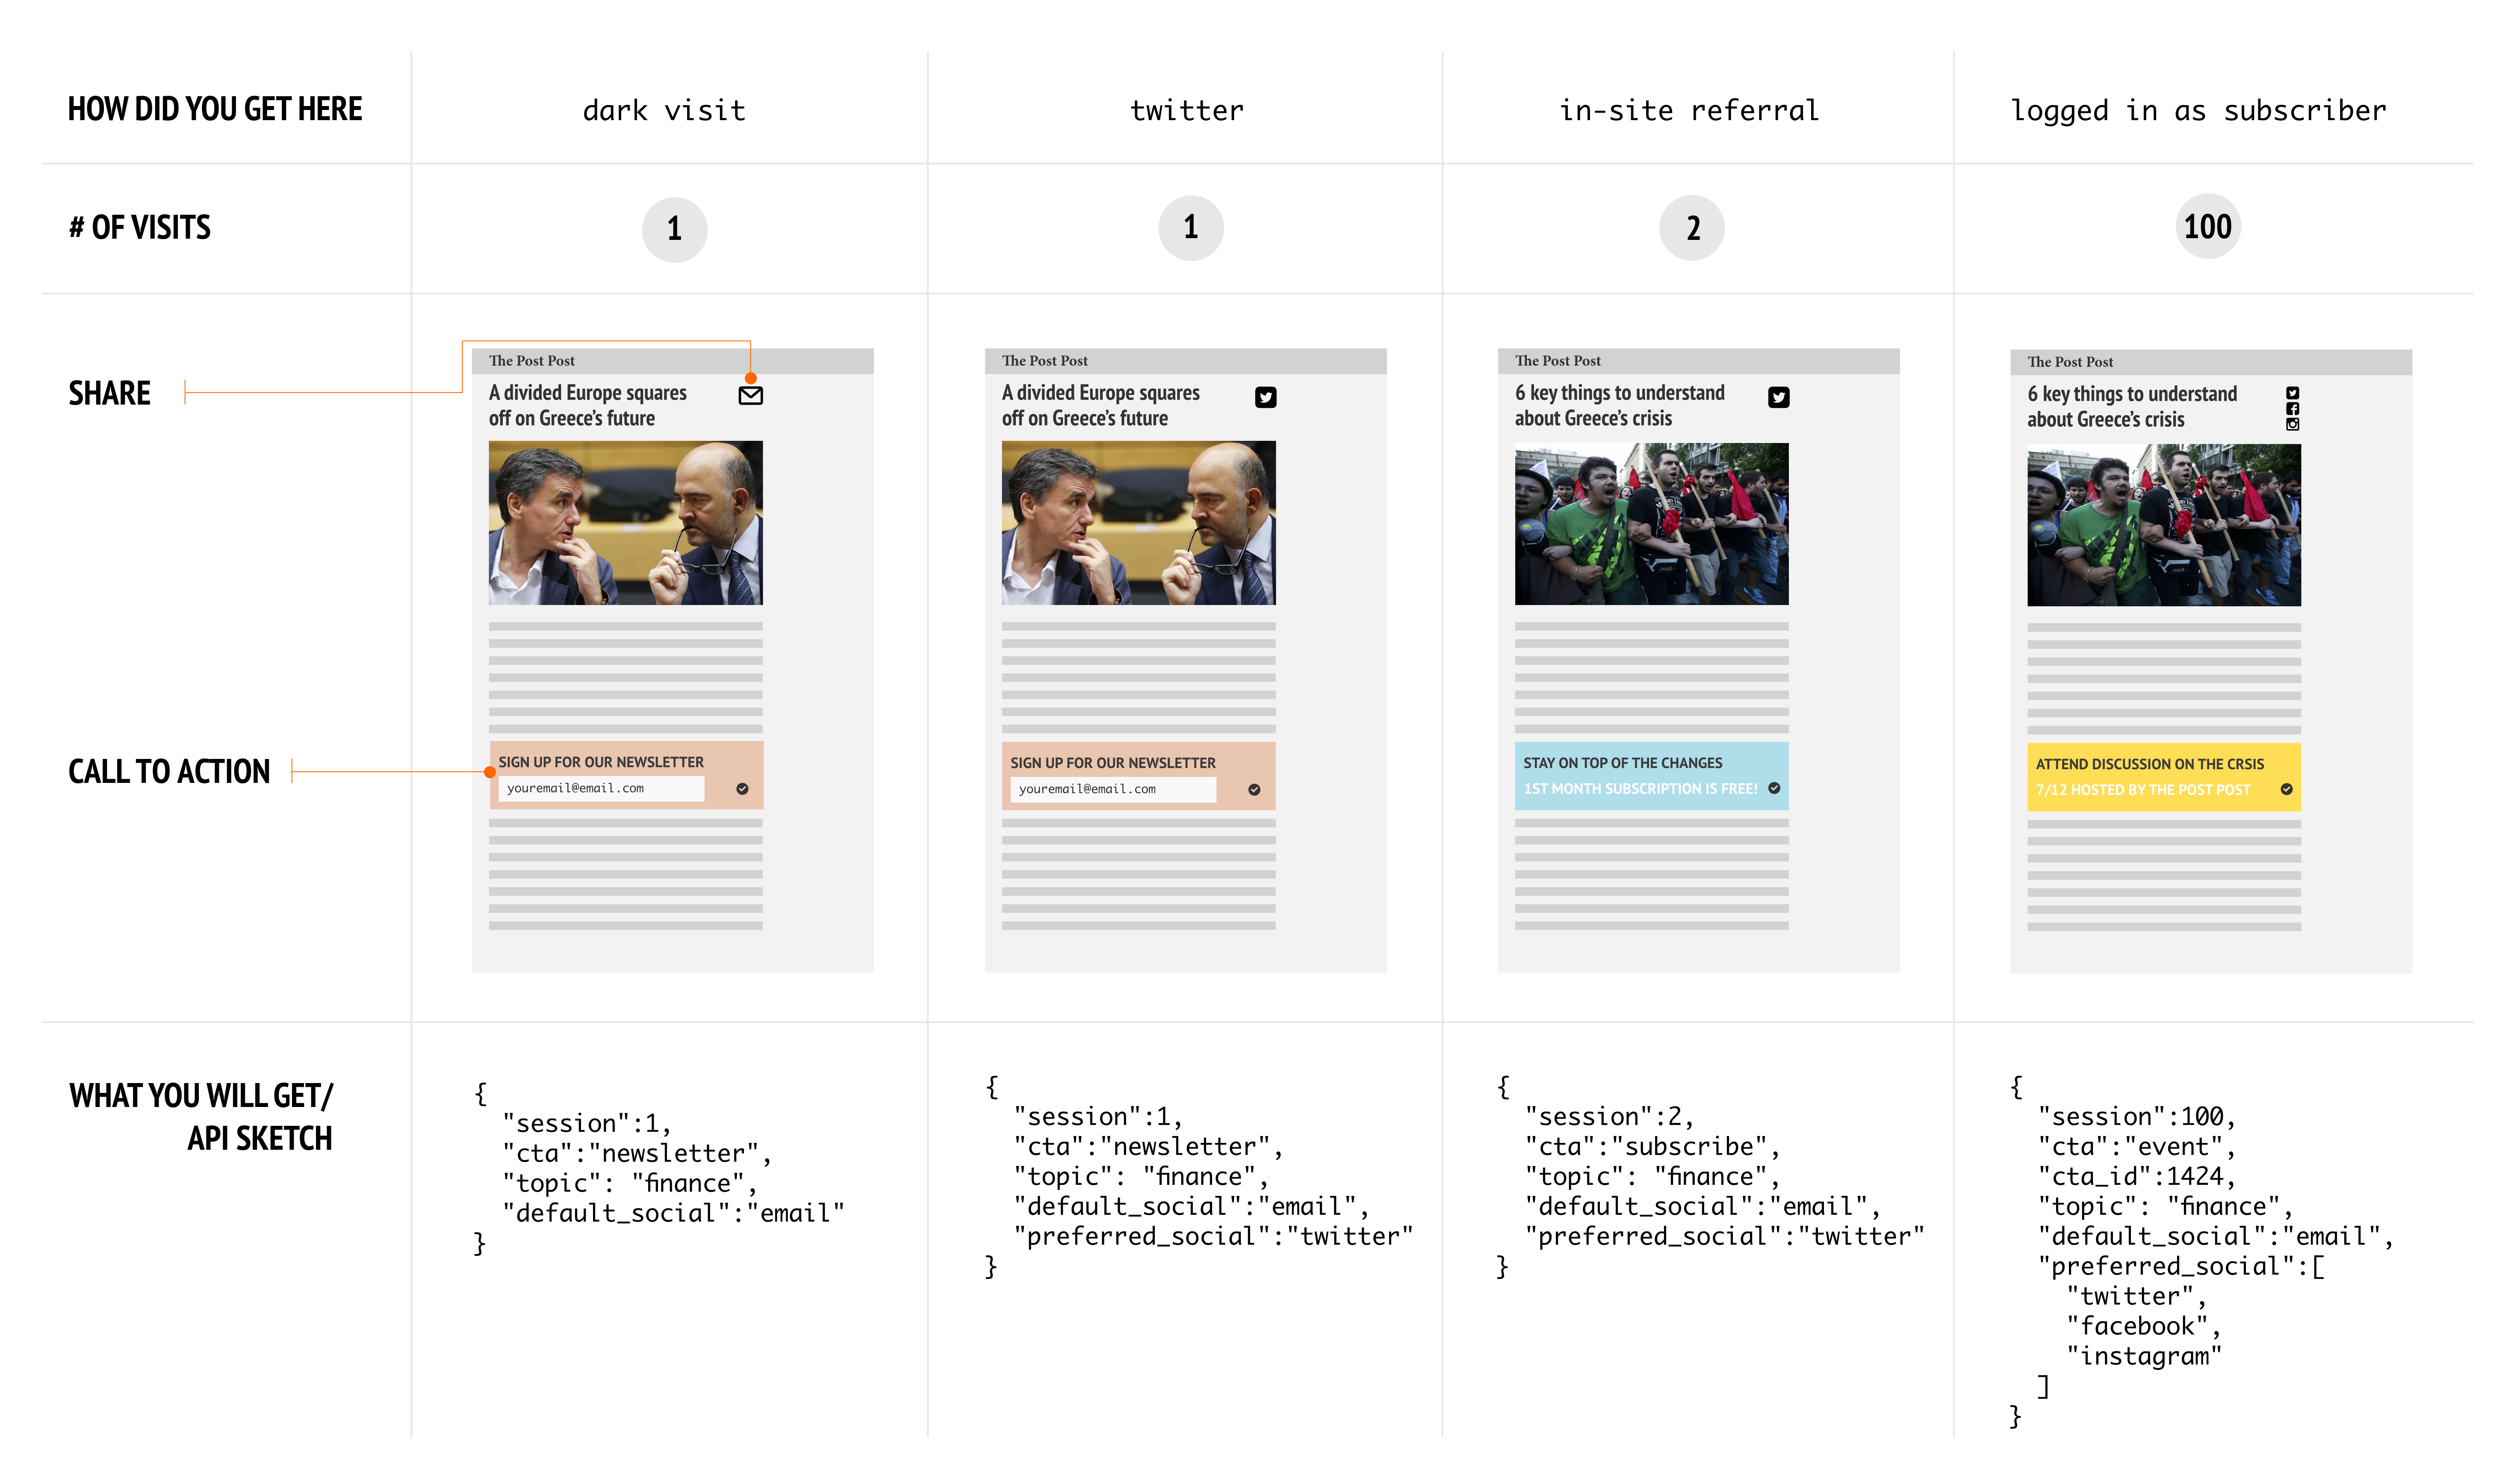 HOW DID YOU GET HERE
dark visit
twitter
in-site referral
logged in as subscriber
# OF VISITS
1
1
2
100
SHARE
CALL TO ACTION
The Post Post
A divided Europe squares
off on Greece's future
SIGN UP FOR OUR NEWSLETTER
youremail@email.com
The Post Post
A divided Europe squares
off on Greece's future
SIGN UP FOR OUR NEWSLETTER
youremail@email.com
The Post Post
6 key things to understand
about Greece's crisis
STAY ON TOP OF THE CHANGES
1ST MONTH SUBSCRIPTION IS FREE!
The Post Post
6 key things to understand
about Greece's crisis
ATTEND DISCUSSION ON THE CRSIS
7/12 HOSTED BY THE POST POST
WHAT YOU WILL GET/
API SKETCH
{
"session":1,
"cta":"newsletter",
"topic": "finance",
"default_social":"email"
}
{
"session":1,
"cta":"newsletter",
"topic": "finance",
"default_social":"email",
"preferred_social":"twitter"
}
{
"session":2,
"cta":"subscribe",
"topic": "finance",
"default_social":"email",
"preferred_social":"twitter"
}
{
"session":100,
"cta":"event",
"cta_id":1424,
"topic": "finance",
"default_social":"email",
"preferred_social":[
"twitter",
"facebook",
"instagram"
]
}